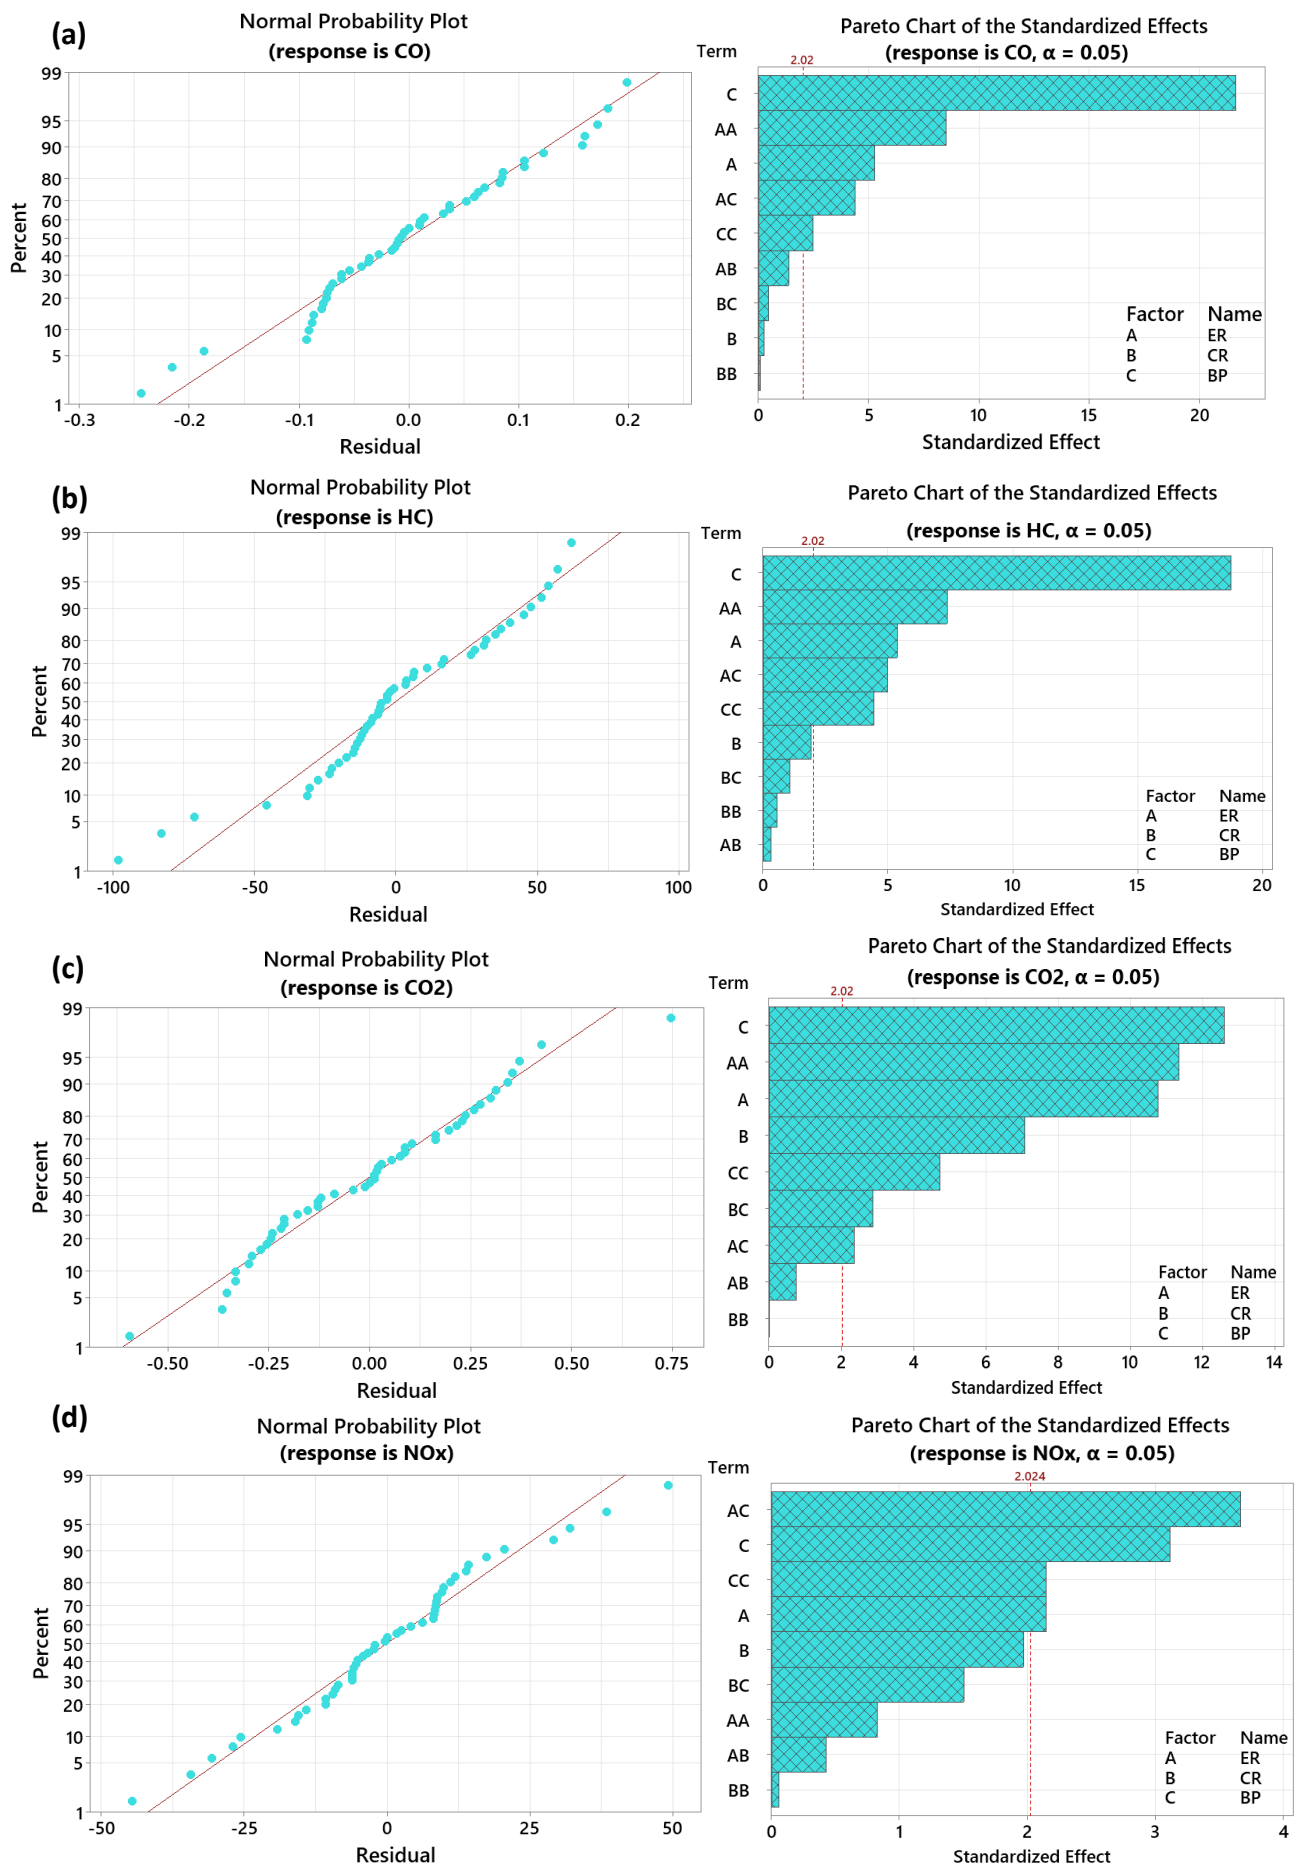 (a)
Normal Probability Plot
(response is CO)
Percent
99
95
90
80
70
60
50
40
30
20
10
5
1
-0.3 -0.2 -0.1 0.0 0.1 0.2
Residual
Pareto Chart of the Standardized Effects
(response is CO, α = 0.05)
Term
2.02
C
AA
A
AC
CC
AB
BC
B
BB
Factor Name
A ER
B CR
C BP
0 5 10 15 20
Standardized Effect
(b)
Normal Probability Plot
(response is HC)
Percent
99
95
90
80
70
60
50
40
30
20
10
5
1
-100 -50 0 50 100
Residual
Pareto Chart of the Standardized Effects
(response is HC, α = 0.05)
Term
2.02
C
AA
A
AC
CC
B
BC
BB
AB
Factor Name
A ER
B CR
C BP
0 5 10 15 20
Standardized Effect
(c)
Normal Probability Plot
(response is CO2)
Percent
99
95
90
80
70
60
50
40
30
20
10
5
1
-0.50 -0.25 0.00 0.25 0.50 0.75
Residual
Pareto Chart of the Standardized Effects
(response is CO2, α = 0.05)
Term
2.02
C
AA
A
B
CC
BC
AC
AB
BB
Factor Name
A ER
B CR
C BP
0 2 4 6 8 10 12 14
Standardized Effect
(d)
Normal Probability Plot
(response is NOx)
Percent
99
95
90
80
70
60
50
40
30
20
10
5
1
-50 -25 0 25 50
Residual
Pareto Chart of the Standardized Effects
(response is NOx, α = 0.05)
Term
2.024
AC
C
CC
A
B
BC
AA
AB
BB
Factor Name
A ER
B CR
C BP
0 1 2 3 4
Standardized Effect